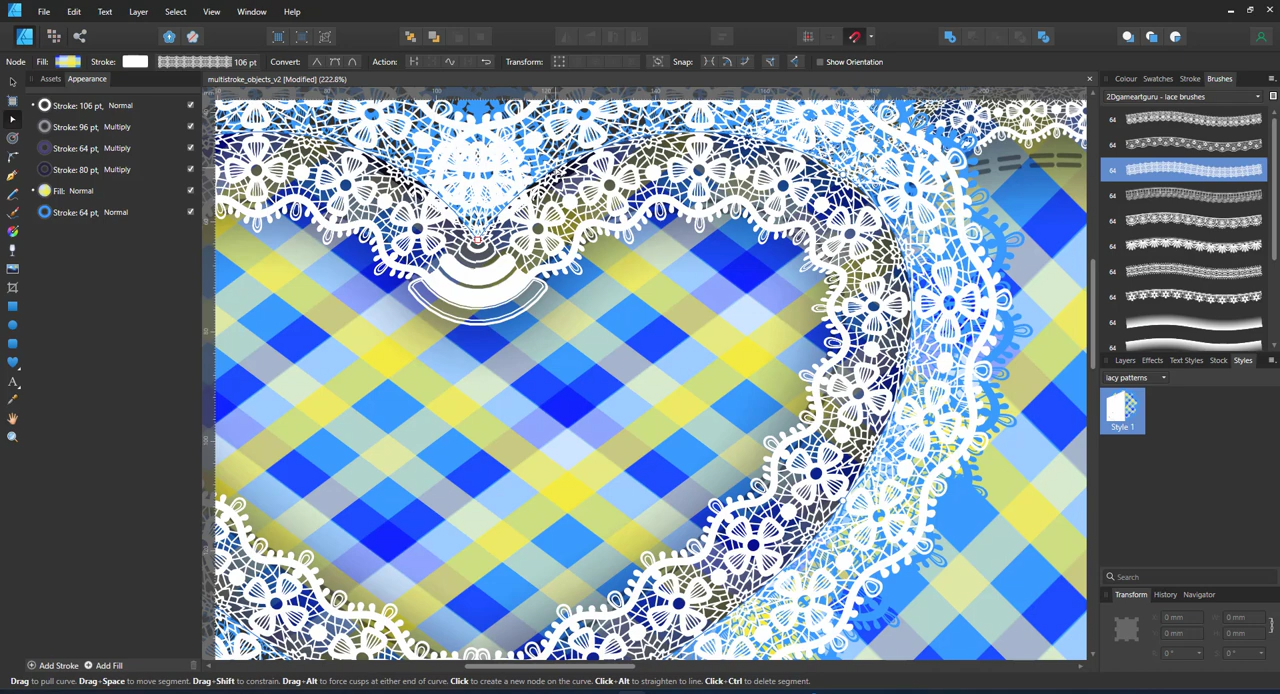 File Edit Text Layer Select View Window Help
Node Fill: Stroke: 106 pt Convert: Action: Transform: Snap: Show Orientation
Assets Appearance
multistroke_objects_v2 [Modified] (222.8%)
Stroke: 106 pt, Normal
Stroke: 96 pt, Multiply
Stroke: 64 pt, Multiply
Stroke: 80 pt, Multiply
Fill: Normal
Stroke: 64 pt, Normal
Colour Swatches Stroke Brushes
2Dgameartguru - lace brushes
64
64
64
64
64
64
64
64
64
64
Layers Effects Text Styles Stock Styles
lacy patterns
Style 1
Search
Transform History Navigator
X: 0 mm W: 0 mm
Y: 0 mm H: 0 mm
R: 0 ° S: 0 °
Add Stroke Add Fill
Drag to pull curve. Drag+Space to move segment. Drag+Shift to constrain. Drag+Alt to force cusps at either end of curve. Click to create a new node on the curve. Click+Alt to straighten to line. Click+Ctrl to delete segment.